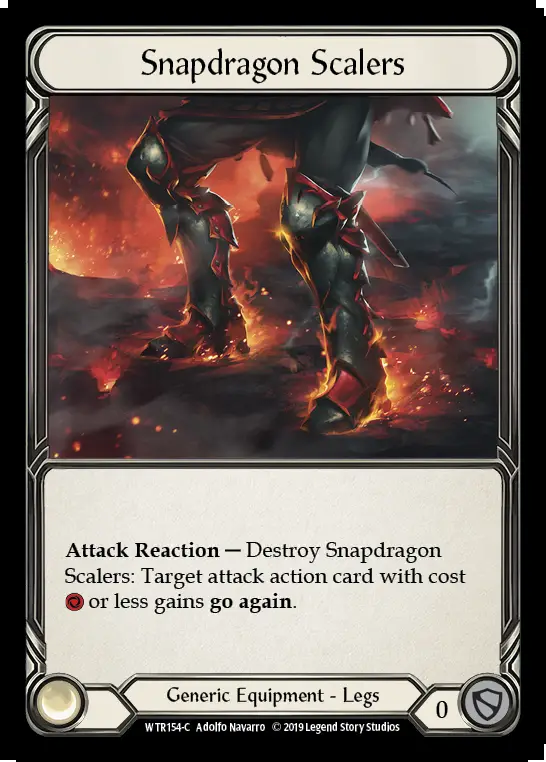 Snapdragon Scalers
Attack Reaction — Destroy Snapdragon
Scalers: Target attack action card with cost
or less gains go again.
Generic Equipment - Legs
0
WTR154-C Adolfo Navarro © 2019 Legend Story Studios